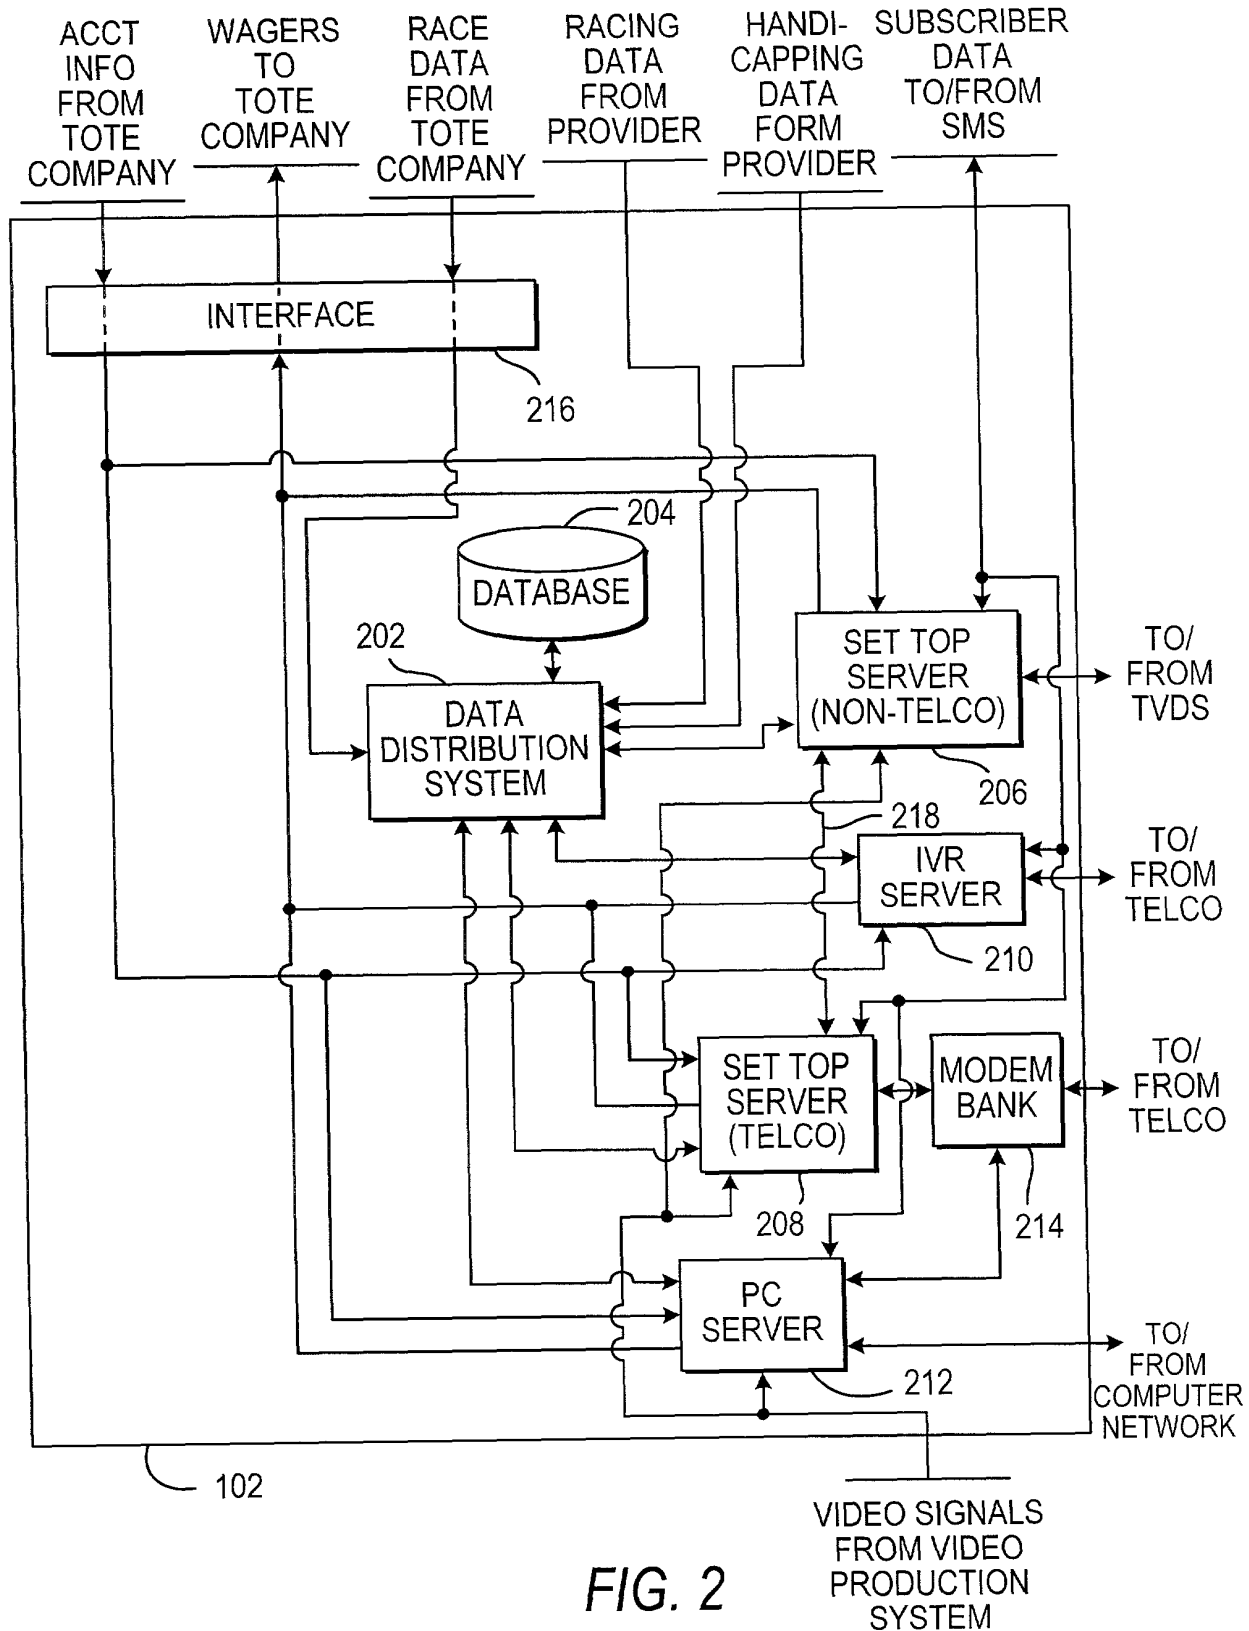 ACCT
INFO
FROM
TOTE
COMPANY
WAGERS
TO
TOTE
COMPANY
RACE
DATA
FROM
TOTE
COMPANY
RACING
DATA
FROM
PROVIDER
HANDI-
CAPPING
DATA
FORM
PROVIDER
SUBSCRIBER
DATA
TO/FROM
SMS
INTERFACE
216
204
DATABASE
202
DATA
DISTRIBUTION
SYSTEM
SET TOP
SERVER
(NON-TELCO)
206
TO/
FROM
TVDS
218
IVR
SERVER
210
TO/
FROM
TELCO
SET TOP
SERVER
(TELCO)
208
MODEM
BANK
214
TO/
FROM
TELCO
PC
SERVER
212
TO/
FROM
COMPUTER
NETWORK
102
VIDEO SIGNALS
FROM VIDEO
PRODUCTION
SYSTEM
FIG. 2